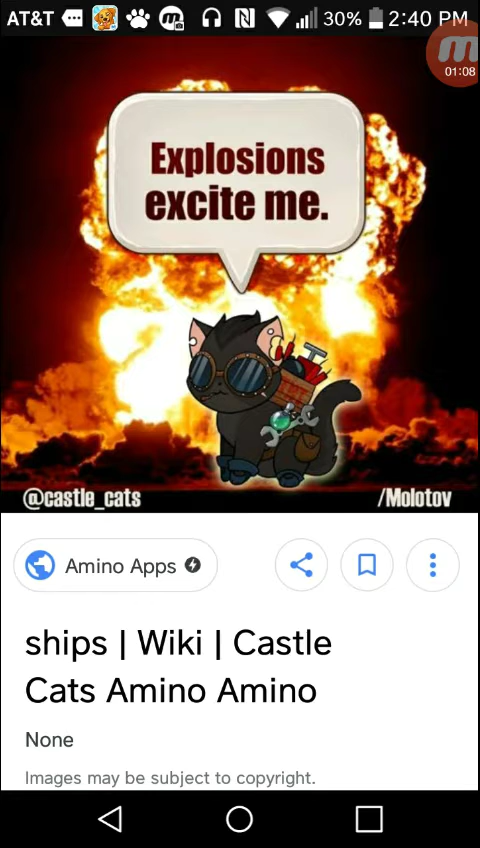 AT&T 30% 2:40 PM
01:08
Explosions
excite me.
@castle_cats /Molotov
Amino Apps
ships | Wiki | Castle
Cats Amino Amino
None
Images may be subject to copyright.